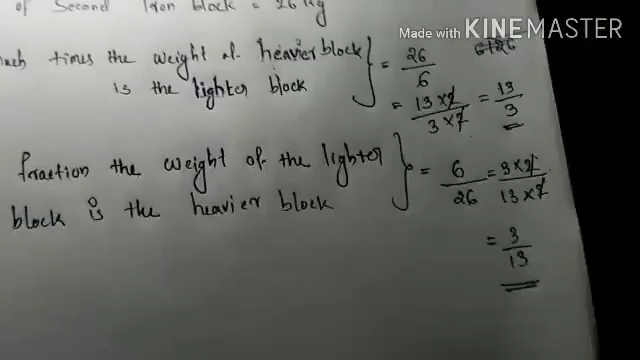 of Second Iron block = 26 kg
Made with KINEMASTER
times the weight of heavier block
is the lighter block
= 26/6
= 13×2/3×2 = 13/3
fraction the weight of the lighter
block is the heavier block
= 6/26 = 3×2/13×2
= 3/13